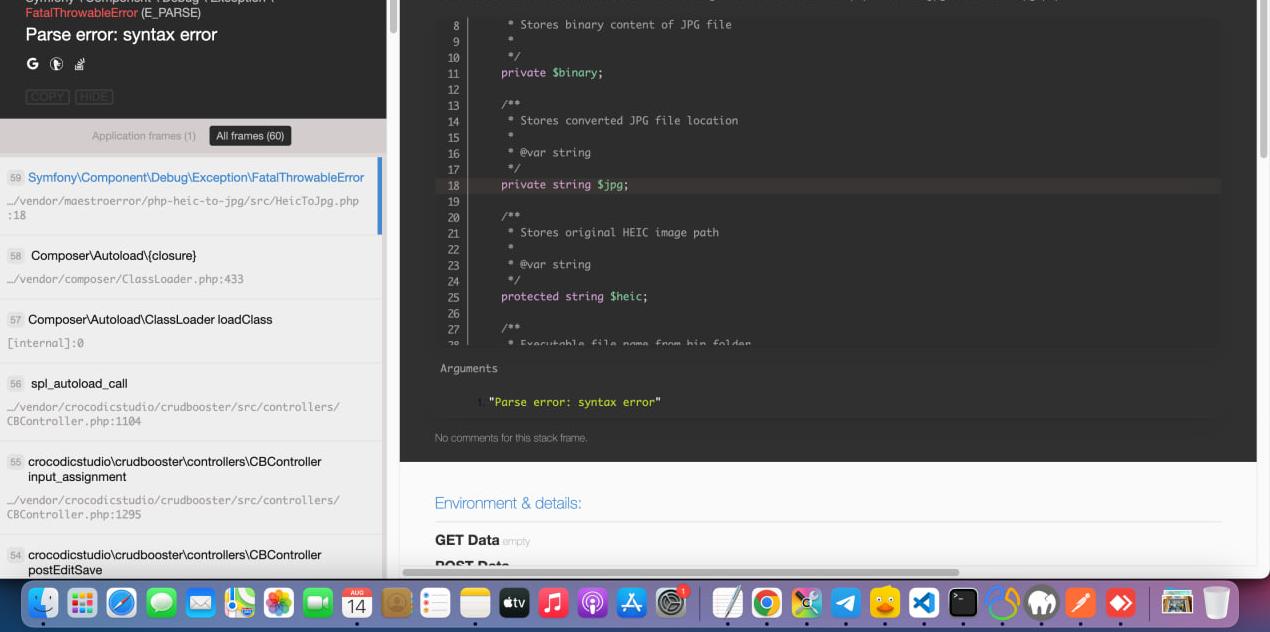 FatalThrowableError (E_PARSE)
Parse error: syntax error
G
COPY HIDE
Application frames (1) All frames (60)
59 Symfony\Component\Debug\Exception\FatalThrowableError
…/vendor/maestroerror/php-heic-to-jpg/src/HeicToJpg.php
:18
58 Composer\Autoload\{closure}
…/vendor/composer/ClassLoader.php:433
57 Composer\Autoload\ClassLoader loadClass
[internal]:0
56 spl_autoload_call
…/vendor/crocodicstudio/crudbooster/src/controllers/
CBController.php:1104
55 crocodicstudio\crudbooster\controllers\CBController
input_assignment
…/vendor/crocodicstudio/crudbooster/src/controllers/
CBController.php:1295
54 crocodicstudio\crudbooster\controllers\CBController
postEditSave
8 * Stores binary content of JPG file
9 *
10 */
11 private $binary;
12
13 /**
14 * Stores converted JPG file location
15 *
16 * @var string
17 */
18 private string $jpg;
19
20 /**
21 * Stores original HEIC image path
22 *
23 * @var string
24 */
25 protected string $heic;
26
27 /**
28 * Executable file name from bin folder
Arguments
1. "Parse error: syntax error"
No comments for this stack frame.
Environment & details:
GET Data empty
POST Data
AUG
14
tv
1